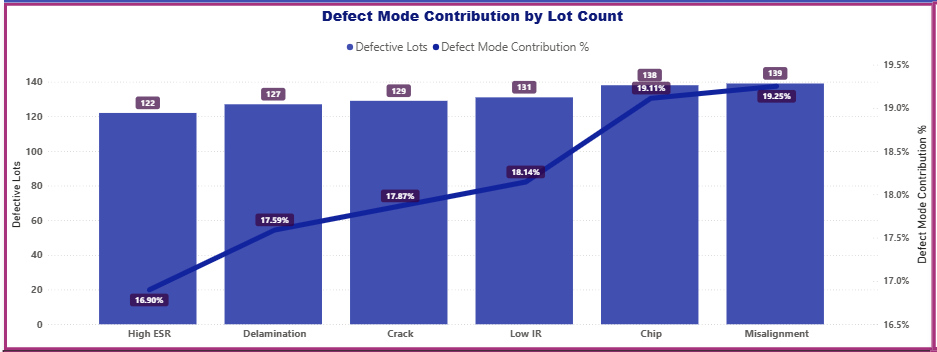 Defect Mode Contribution by Lot Count
Defective Lots Defect Mode Contribution %
19.5%
140 138 139
122 127 129 131 19.11% 19.25%
19.0%
120
100 18.5%
18.14%
80 17.87% 18.0%
60 17.59% 17.5%
40
17.0%
20 16.90%
0 16.5%
High ESR Delamination Crack Low IR Chip Misalignment
Defective Lots
Defect Mode Contribution %